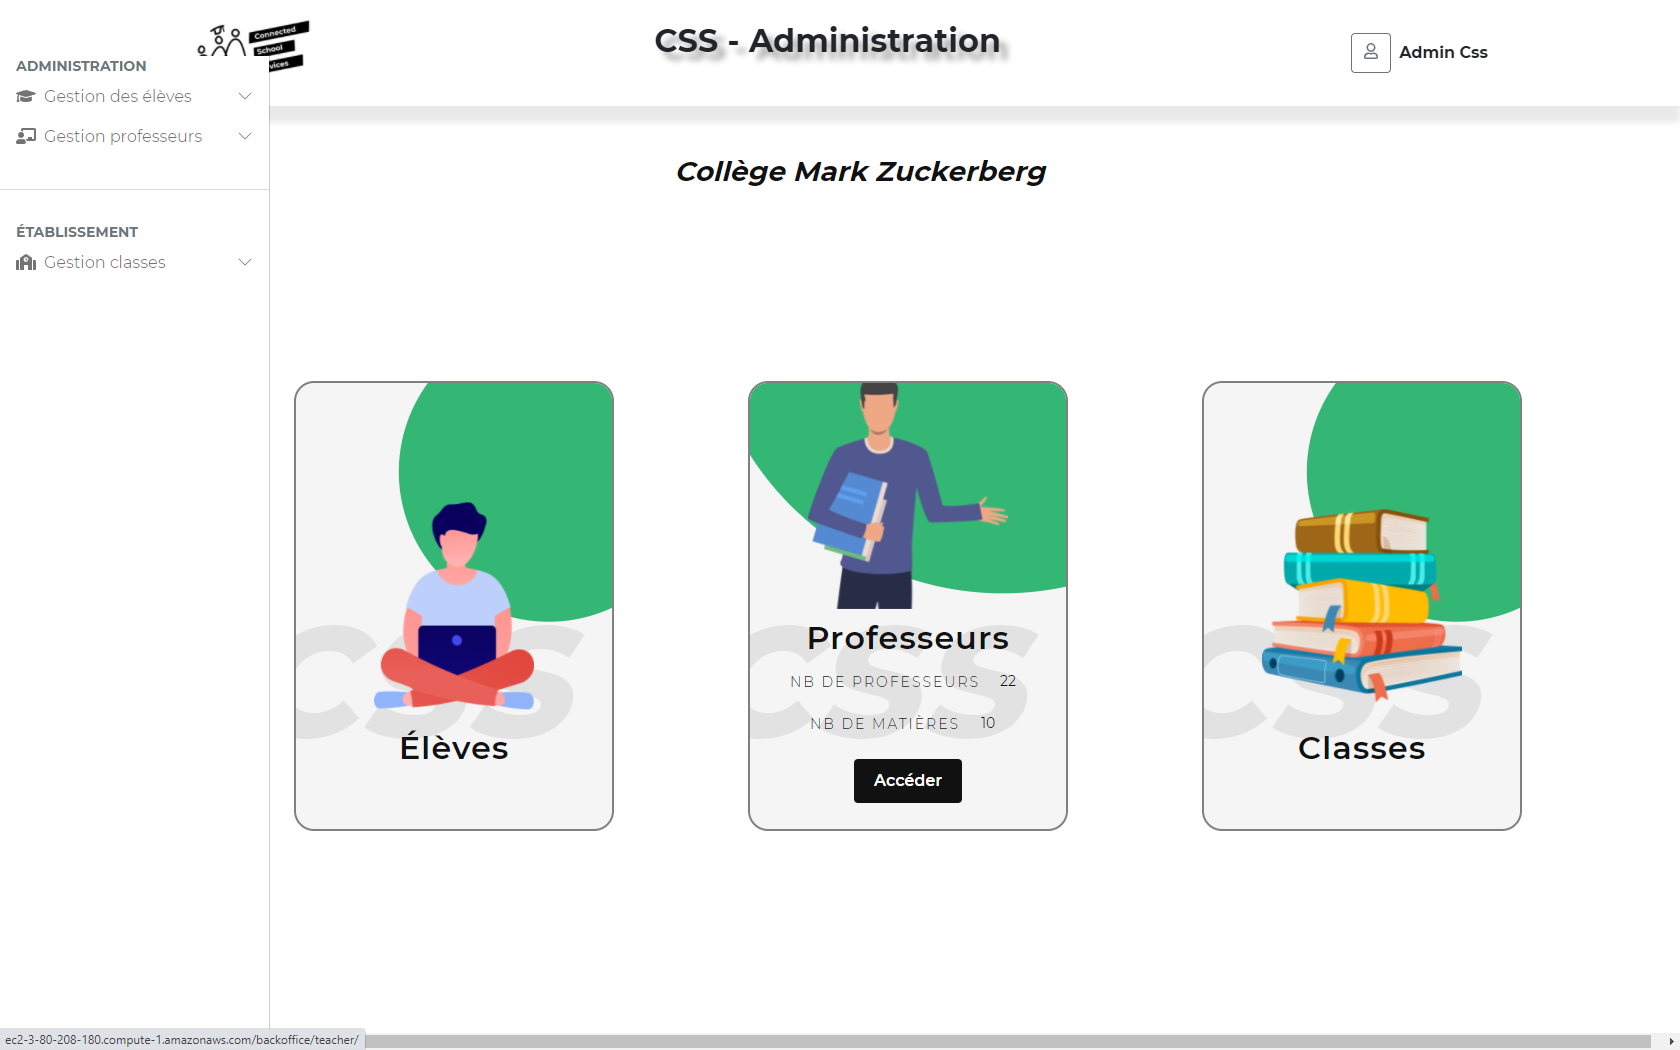 Connected
School
vices
CSS - Administration
Admin Css
ADMINISTRATION
Gestion des élèves
Gestion professeurs
ÉTABLISSEMENT
Gestion classes
Collège Mark Zuckerberg
CSS
Élèves
CSS
Professeurs
NB DE PROFESSEURS 22
NB DE MATIÈRES 10
Accéder
CSS
Classes
ec2-3-80-208-180.compute-1.amazonaws.com/backoffice/teacher/